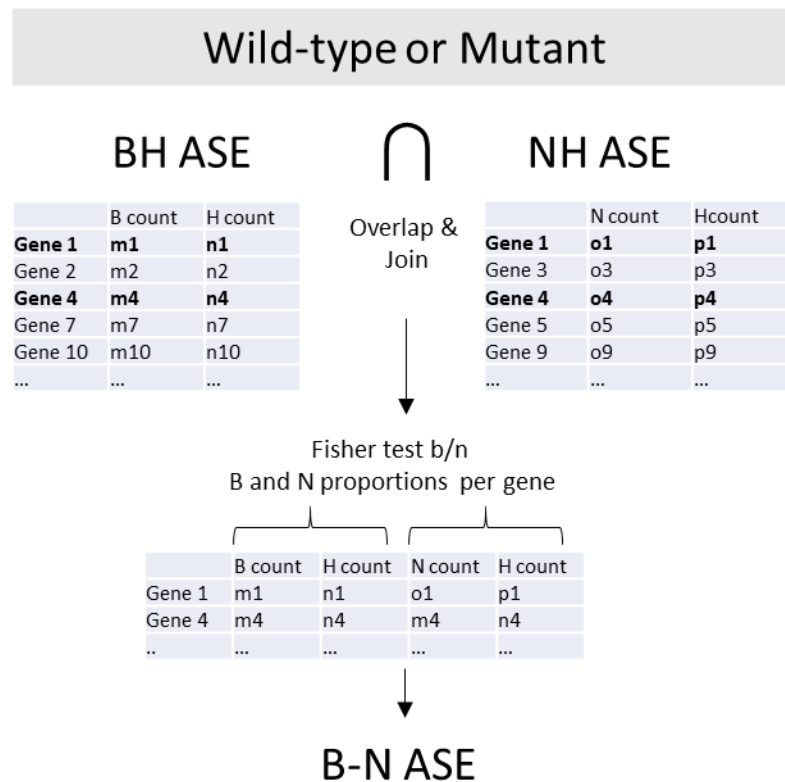 Wild-type or Mutant
BH ASE
∩
NH ASE
B count H count
Gene 1 m1 n1
Gene 2 m2 n2
Gene 4 m4 n4
Gene 7 m7 n7
Gene 10 m10 n10
... ... ...
Overlap &
Join
N count Hcount
Gene 1 o1 p1
Gene 3 o3 p3
Gene 4 o4 p4
Gene 5 o5 p5
Gene 9 o9 p9
... ... ...
Fisher test b/n
B and N proportions per gene
B count H count N count H count
Gene 1 m1 n1 o1 p1
Gene 4 m4 n4 m4 n4
.. ... ... ... ...
B-N ASE